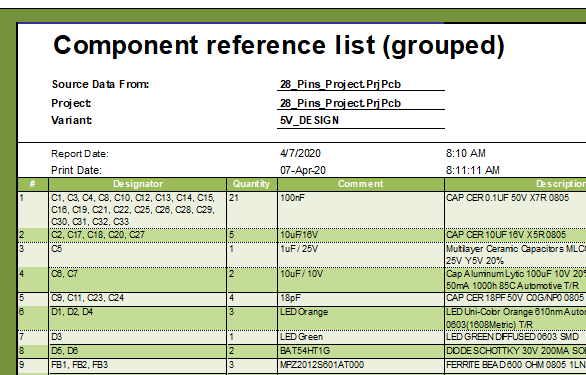 Component reference list (grouped)
Source Data From: 28_Pins_Project.PrjPcb
Project: 28_Pins_Project.PrjPcb
Variant: 5V_DESIGN
Report Date: 4/7/2020 8:10 AM
Print Date: 07-Apr-20 8:11:11 AM
# Designator Quantity Comment Descriptio
1 C1, C3, C4, C8, C10, C12, C13, C14, C15, 21 100nF CAP CER 0.1UF 50V X7R 0805
C16, C19, C21, C22, C25, C26, C28, C29,
C30, C31, C32, C33
2 C2, C17, C18, C20, C27 5 10uF/16V CAP CER 10UF 16V X5R 0805
3 C5 1 1uF / 25V Multilayer Ceramic Capacitors MLC
25V Y5V 20%
4 C6, C7 2 10uF / 10V Cap Aluminum Lytic 100uF 10V 20
50mA 1000h 85C Automotive T/R
5 C9, C11, C23, C24 4 18pF CAP CER 18PF 50V C0G/NP0 0805
6 D1, D2, D4 3 LED Orange LED Uni-Color Orange 610nm Auto
0603(1608Metric) T/R
7 D3 1 LED Green LED GREEN DIFFUSED 0603 SMD
8 D5, D6 2 BAT54HT1G DIODE SCHOTTKY 30V 200MA SO
9 FB1, FB2, FB3 3 MPZ2012S601AT000 FERRITE BEAD 600 OHM 0805 1LN